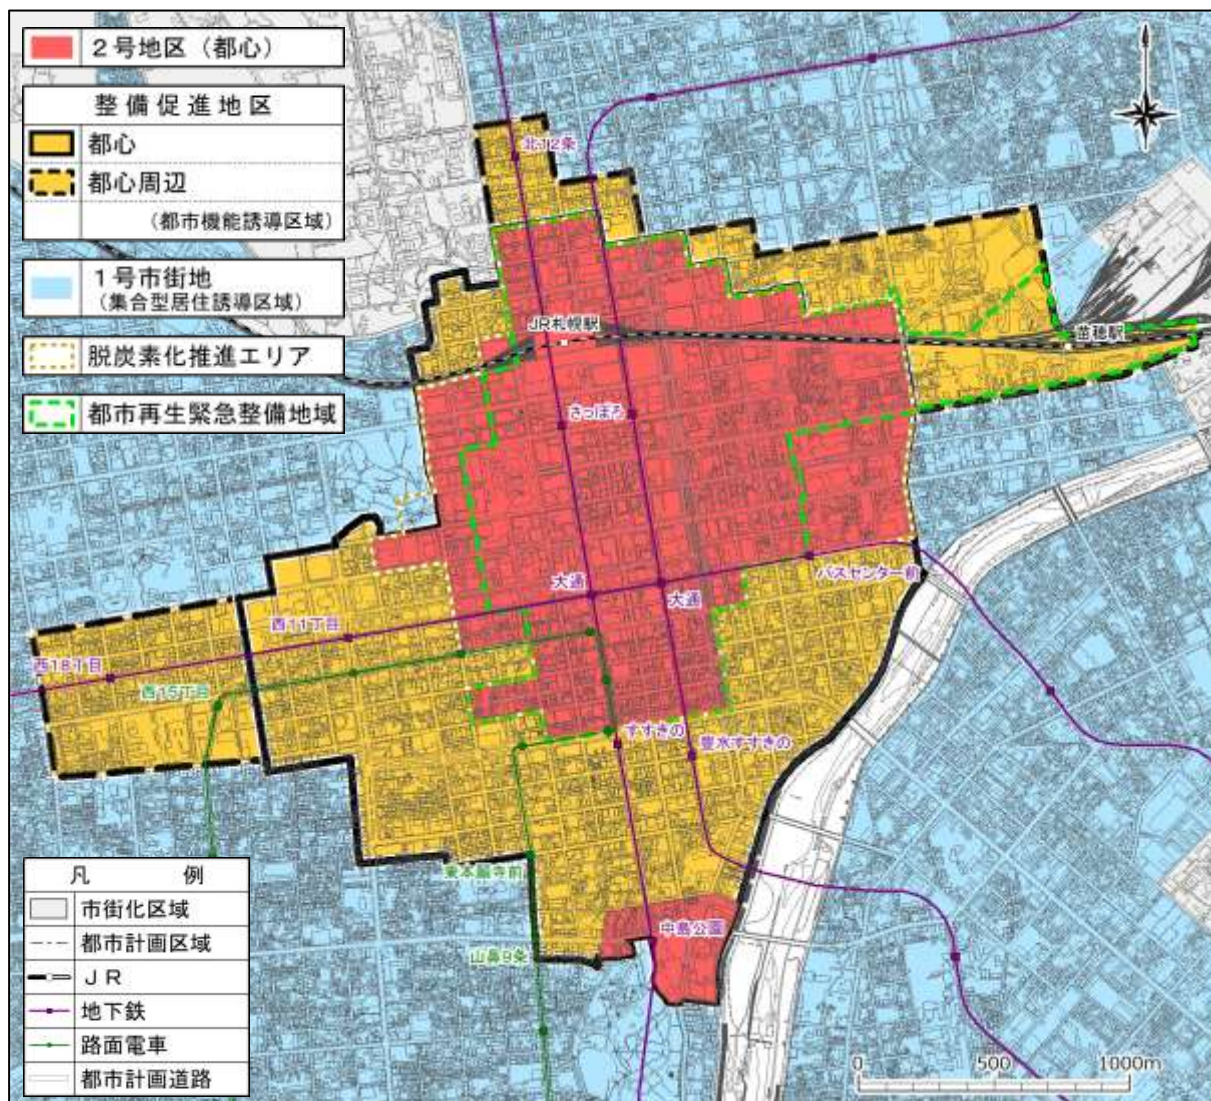 ２号地区（都心）
整備促進地区
都心
都心周辺
（都市機能誘導区域）
１号市街地
（集合型居住誘導区域）
脱炭素化推進エリア
都市再生緊急整備地域
北12条
JR札幌駅
苗穂駅
さっぽろ
大通
大通
バスセンター前
西11丁目
西18丁目
西15丁目
すすきの
豊水すすきの
東本願寺前
中島公園
山鼻9条
凡例
市街化区域
都市計画区域
ＪＲ
地下鉄
路面電車
都市計画道路
0 500 1000m